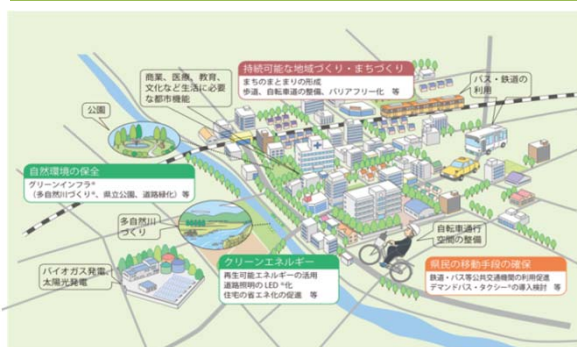 持続可能な地域づくり・まちづくり
まちのまとまりの形成
歩道、自転車道の整備、バリアフリー化 等
商業、医療、教育、
文化など生活に必要
な都市機能
バス・鉄道の
利用
公園
自然環境の保全
グリーンインフラ*
(多自然川づくり*、県立公園、道路緑化)等
多自然川
づくり
自転車通行
空間の整備
バイオガス発電、
太陽光発電
クリーンエネルギー
再生可能エネルギーの活用
道路照明のLED*化
住宅の省エネ化の促進 等
県民の移動手段の確保
鉄道・バス等公共交通機関の利用促進
デマンドバス・タクシー*の導入検討 等